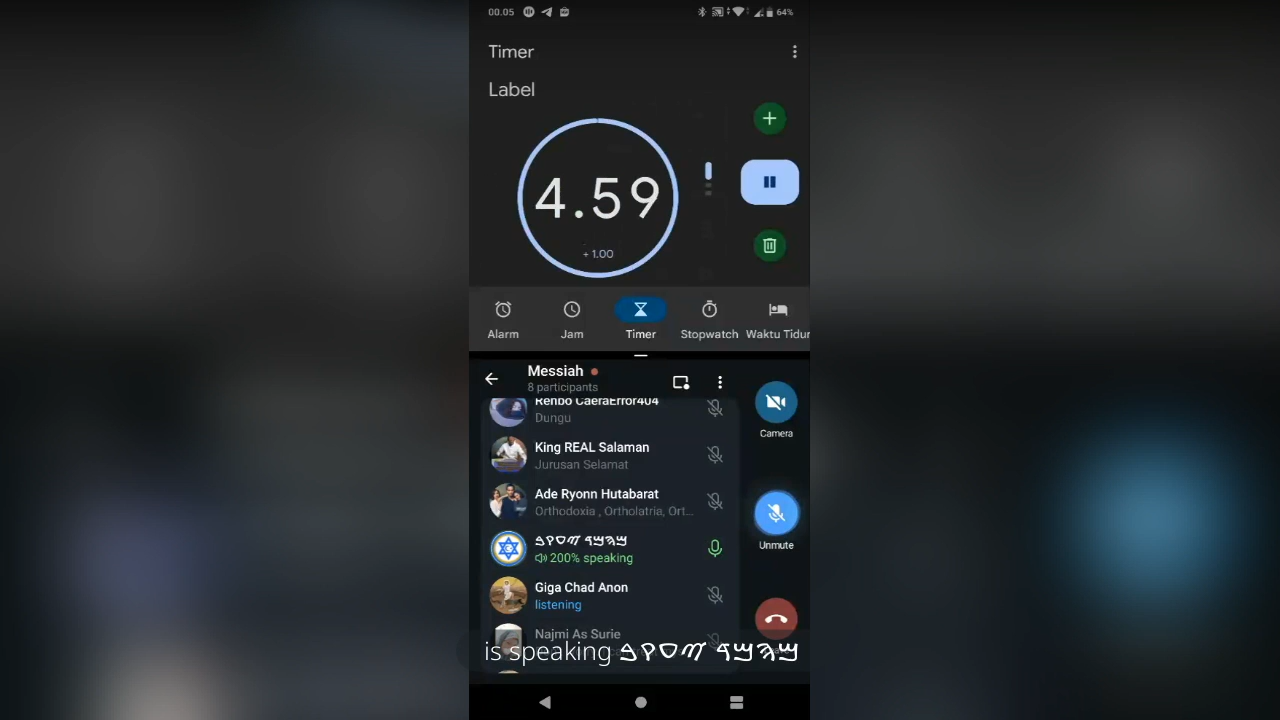 00.05
64%
Timer
Label
4.59
+ 1.00
Alarm
Jam
Timer
Stopwatch
Waktu Tidur
Messiah
8 participants
Renbo CaeraError404
Dungu
King REAL Salaman
Jurusan Selamat
Ade Ryonn Hutabarat
Orthodoxia , Ortholatria, Ort...
200% speaking
Giga Chad Anon
listening
Najmi As Surie
Camera
Unmute
is speaking